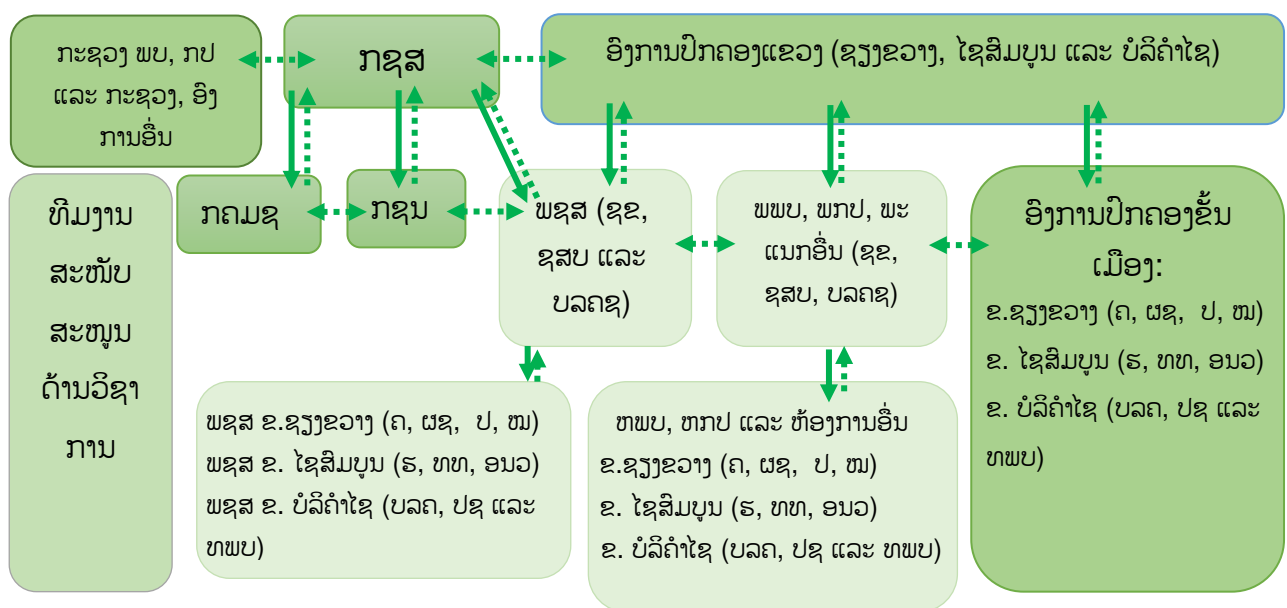 ກະຊວງ ພບ, ກປ
ແລະ ກະຊວງ, ອົງ
ການອື່ນ
ກຊສ
ອົງການປົກຄອງແຂວງ (ຊຽງຂວາງ, ໄຊສົມບູນ ແລະ ບໍລິຄຳໄຊ)
ທີມງານ
ສະໜັບ
ສະໜູນ
ດ້ານວິຊາ
ການ
ກຄມຊ
ກຊນ
ພຊສ (ຊຂ,
ຊສບ ແລະ
ບລຄຊ)
ພພບ, ພກປ, ພະ
ແນກອື່ນ (ຊຂ,
ຊສບ, ບລຄຊ)
ອົງການປົກຄອງຂັ້ນ
ເມືອງ:
ຂ.ຊຽງຂວາງ (ຄ, ຜຊ, ປ, ໝ)
ຂ. ໄຊສົມບູນ (ຮ, ທທ, ອນວ)
ຂ. ບໍລິຄຳໄຊ (ບລຄ, ປຊ ແລະ
ທພບ)
ພຊສ ຂ.ຊຽງຂວາງ (ຄ, ຜຊ, ປ, ໝ)
ພຊສ ຂ. ໄຊສົມບູນ (ຮ, ທທ, ອນວ)
ພຊສ ຂ. ບໍລິຄຳໄຊ (ບລຄ, ປຊ ແລະ
ທພບ)
ຫພບ, ຫກປ ແລະ ຫ້ອງການອື່ນ
ຂ.ຊຽງຂວາງ (ຄ, ຜຊ, ປ, ໝ)
ຂ. ໄຊສົມບູນ (ຮ, ທທ, ອນວ)
ຂ. ບໍລິຄຳໄຊ (ບລຄ, ປຊ ແລະ ທພບ)